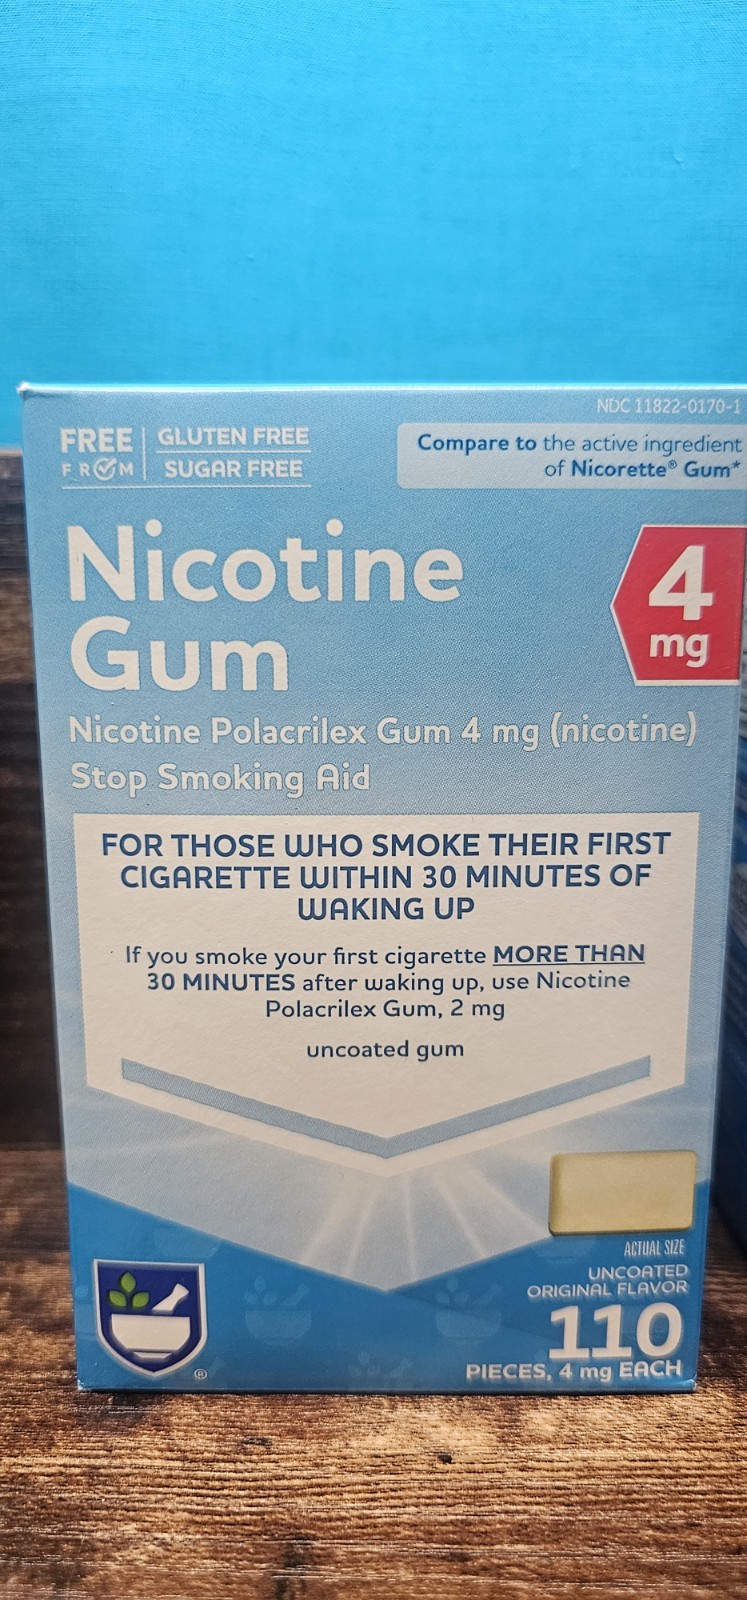 NDC 11822-0170-1
FREE FROM
GLUTEN FREE
SUGAR FREE
Compare to the active ingredient
of Nicorette® Gum*
Nicotine
Gum
4
mg
Nicotine Polacrilex Gum 4 mg (nicotine)
Stop Smoking Aid
FOR THOSE WHO SMOKE THEIR FIRST
CIGARETTE WITHIN 30 MINUTES OF
WAKING UP
If you smoke your first cigarette MORE THAN
30 MINUTES after waking up, use Nicotine
Polacrilex Gum, 2 mg
uncoated gum
ACTUAL SIZE
UNCOATED
ORIGINAL FLAVOR
110
PIECES, 4 mg EACH
®